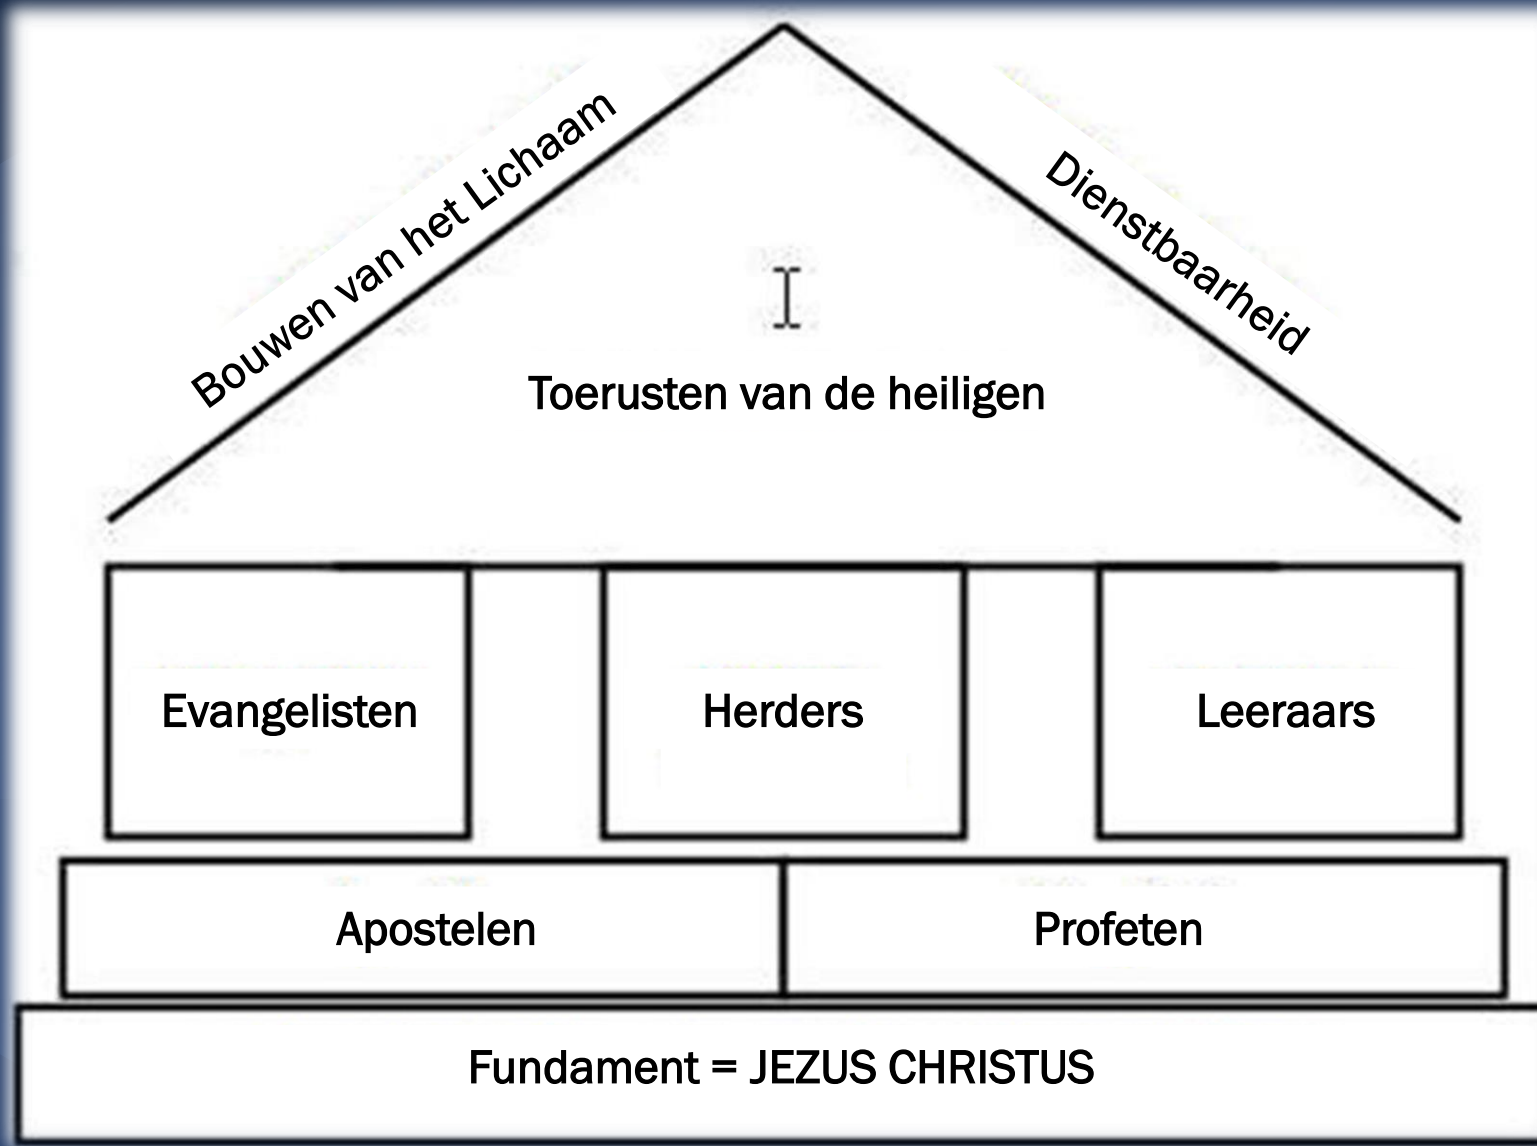 Bouwen van het Lichaam
Dienstbaarheid
Toerusten van de heiligen
Evangelisten
Herders
Leeraars
Apostelen
Profeten
Fundament = JEZUS CHRISTUS